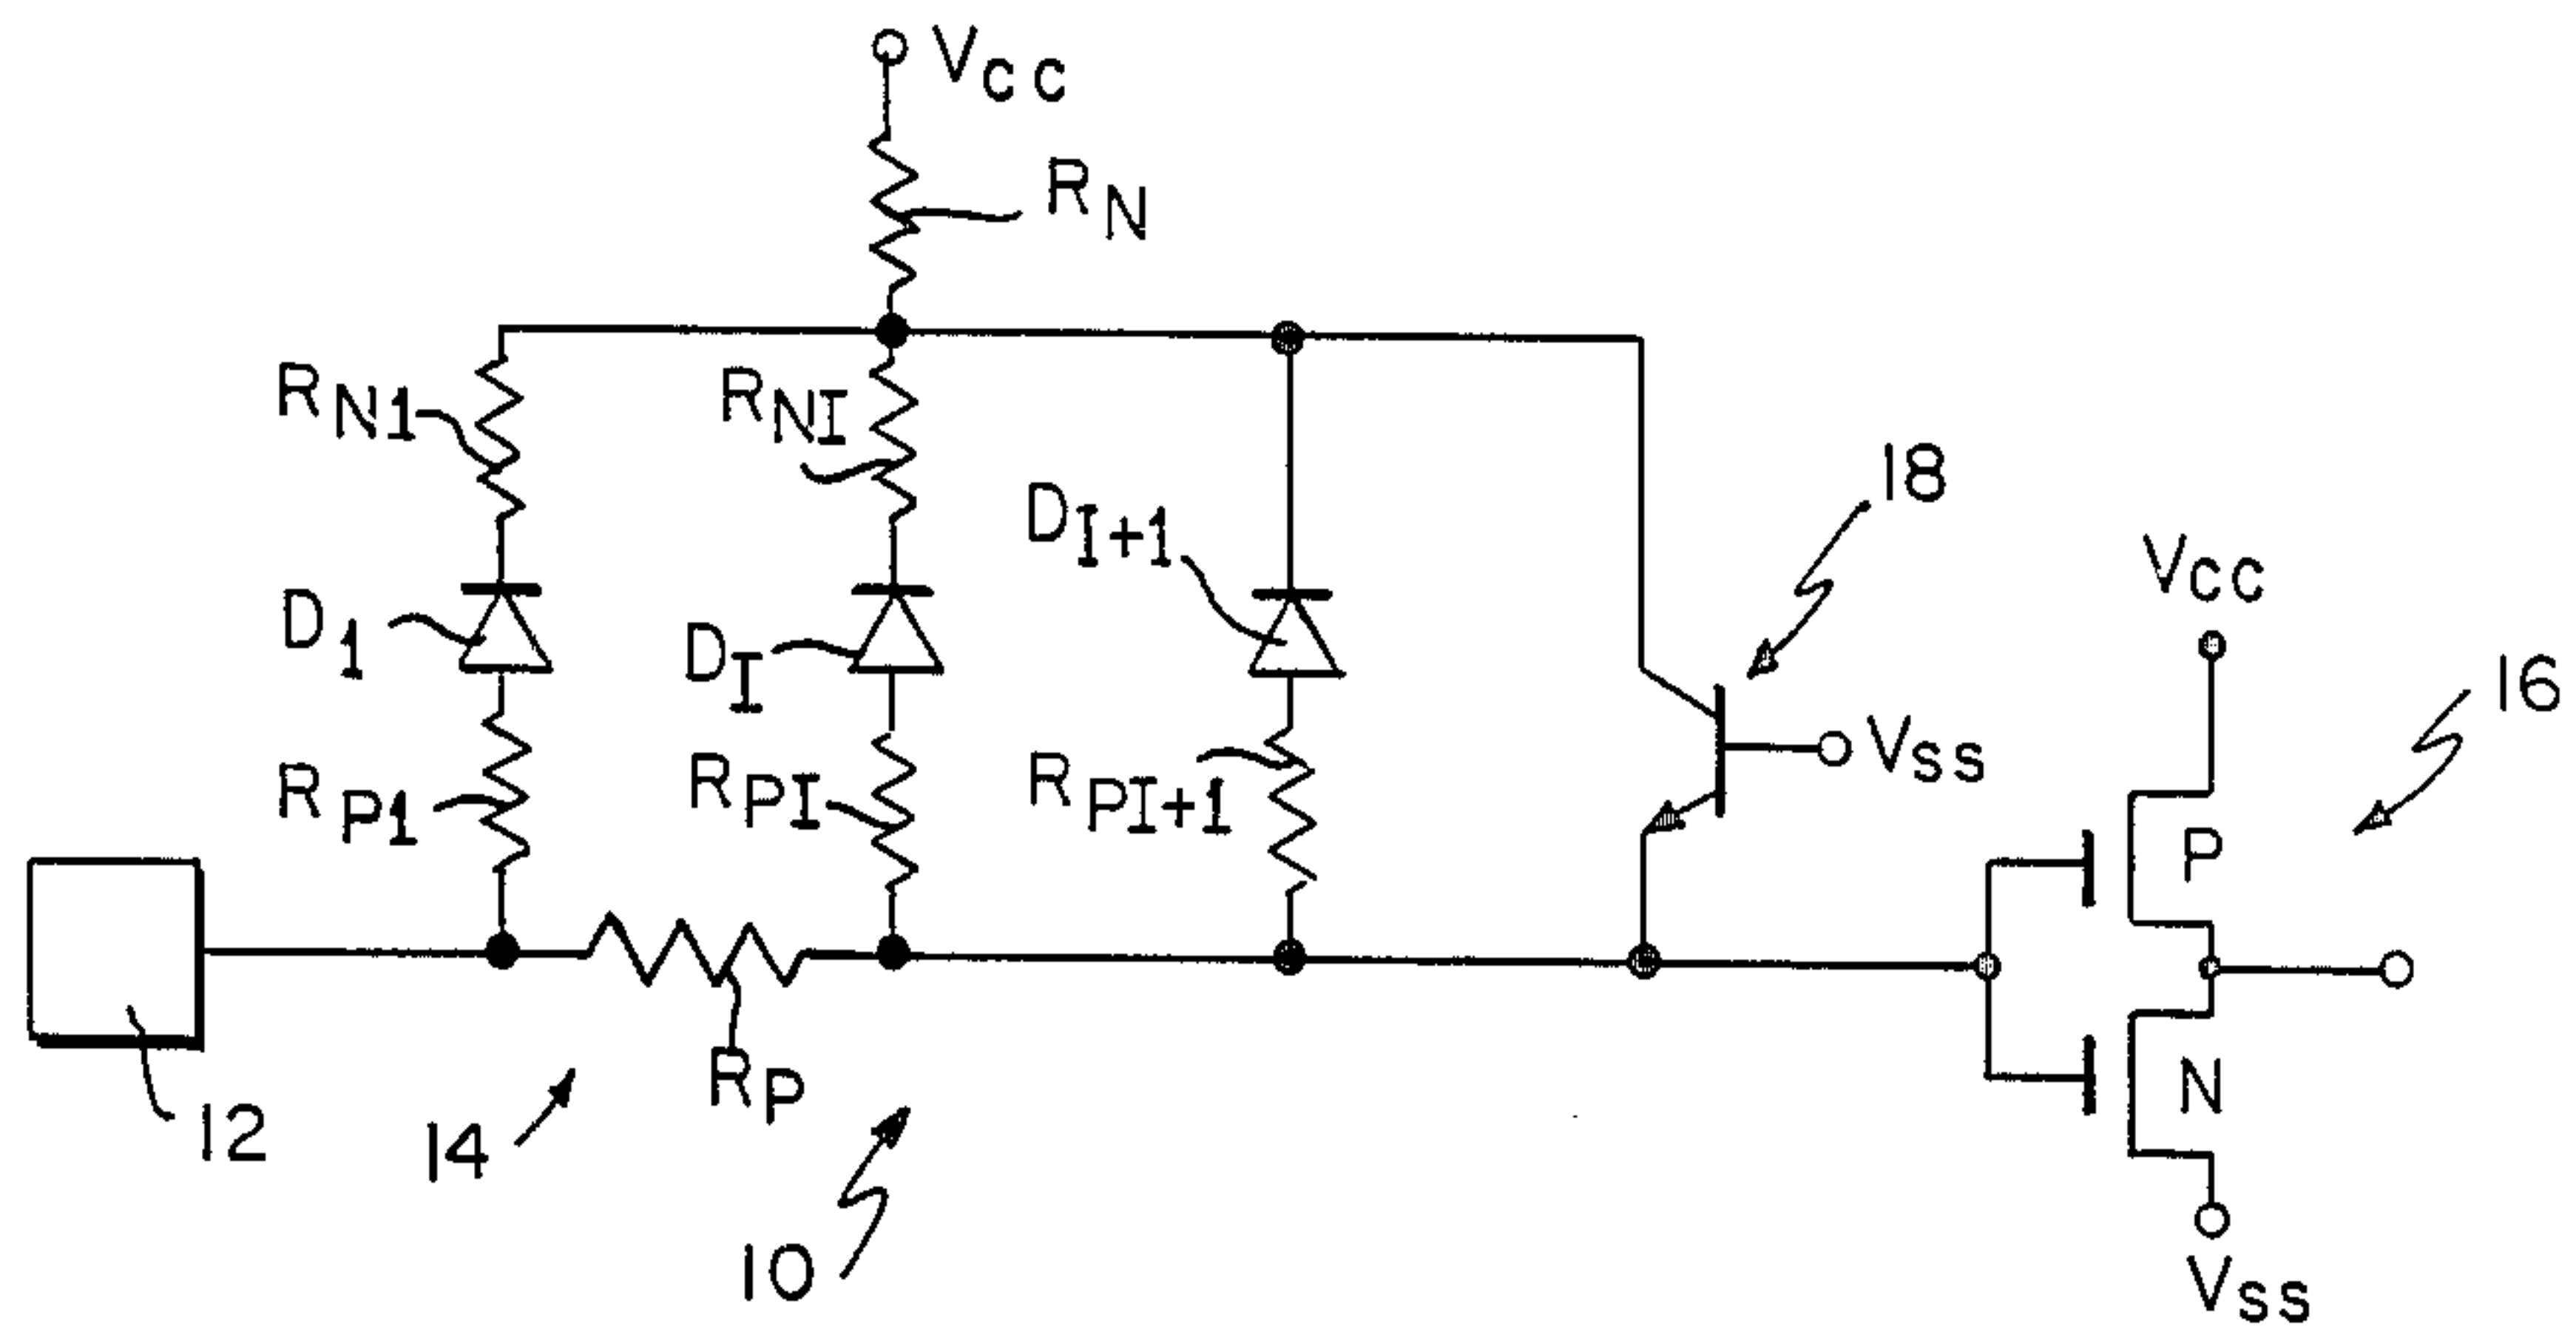 VCC
RN
RN1
RNI
DI+1
18
VCC
D1
DI
16
RP1
RPI
RPI+1
VSS
P
RP
N
12
14
10
VSS